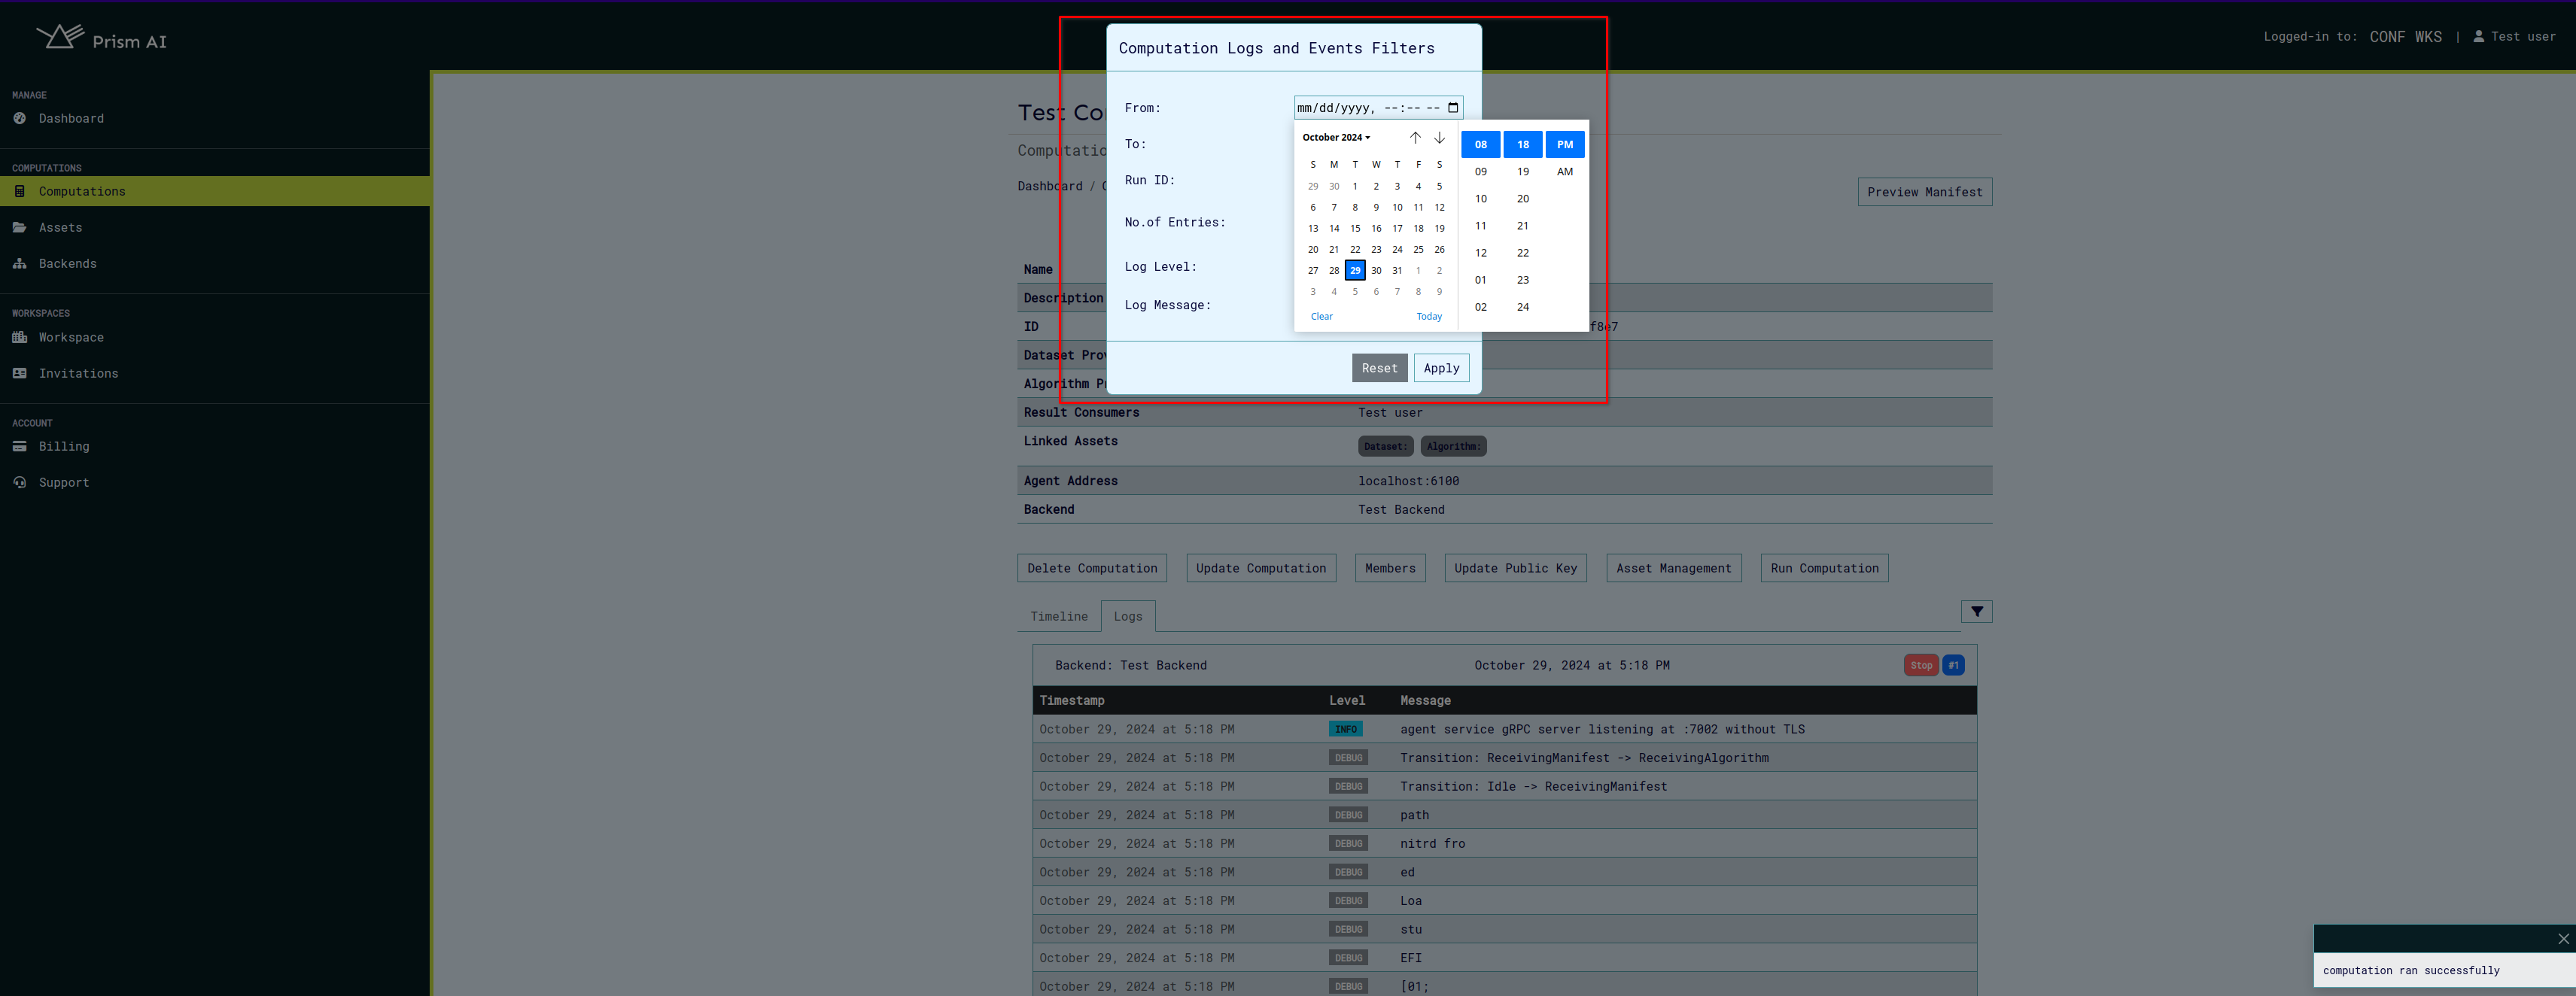 Prism AI
Logged-in to: CONF WKS | Test user
MANAGE
Dashboard
COMPUTATIONS
Computations
Assets
Backends
WORKSPACES
Workspace
Invitations
ACCOUNT
Billing
Support
Test Co
Computatio
Dashboard / C
Preview Manifest
Computation Logs and Events Filters
From:
mm/dd/yyyy, --:-- --
To:
Run ID:
No.of Entries:
Log Level:
Log Message:
October 2024
S M T W T F S
29 30 1 2 3 4 5
6 7 8 9 10 11 12
13 14 15 16 17 18 19
20 21 22 23 24 25 26
27 28 29 30 31 1 2
3 4 5 6 7 8 9
Clear Today
08 18 PM
09 19 AM
10 20
11 21
12 22
01 23
02 24
Reset Apply
Name
Description
ID f8e7
Dataset Prov
Algorithm Pr
Result Consumers Test user
Linked Assets Dataset: Algorithm:
Agent Address localhost:6100
Backend Test Backend
Delete Computation Update Computation Members Update Public Key Asset Management Run Computation
Timeline Logs
Backend: Test Backend October 29, 2024 at 5:18 PM Stop #1
Timestamp Level Message
October 29, 2024 at 5:18 PM INFO agent service gRPC server listening at :7002 without TLS
October 29, 2024 at 5:18 PM DEBUG Transition: ReceivingManifest -> ReceivingAlgorithm
October 29, 2024 at 5:18 PM DEBUG Transition: Idle -> ReceivingManifest
October 29, 2024 at 5:18 PM DEBUG path
October 29, 2024 at 5:18 PM DEBUG nitrd fro
October 29, 2024 at 5:18 PM DEBUG ed
October 29, 2024 at 5:18 PM DEBUG Loa
October 29, 2024 at 5:18 PM DEBUG stu
October 29, 2024 at 5:18 PM DEBUG EFI
October 29, 2024 at 5:18 PM DEBUG [01;
computation ran successfully